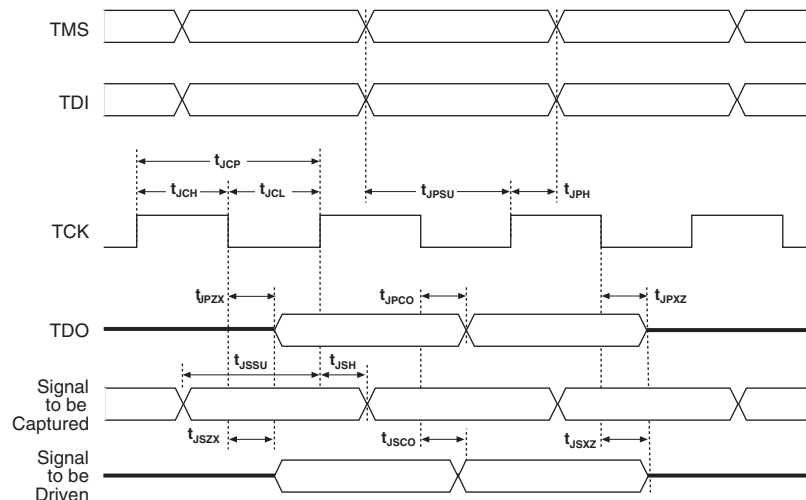 TMS
TDI
tJCP
tJCH tJCL tJPSU tJPH
TCK
tJPZX tJPCO tJPXZ
TDO
tJSSU tJSH
Signal
to be
Captured
tJSZX tJSCO tJSXZ
Signal
to be
Driven